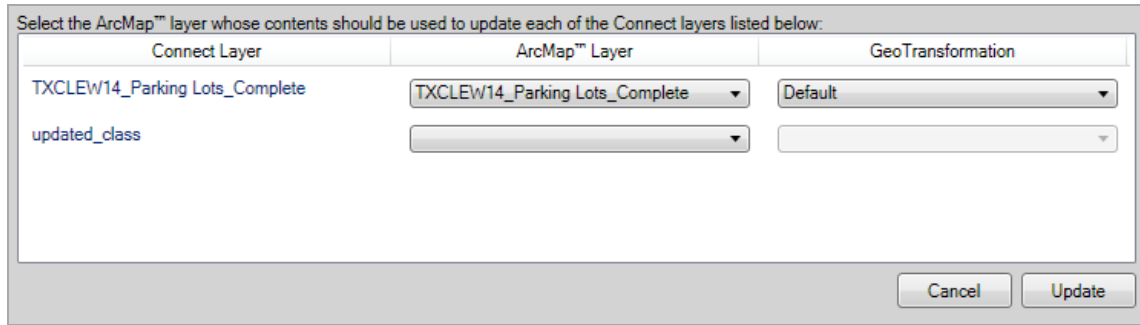 Select the ArcMap™ layer whose contents should be used to update each of the Connect layers listed below:
Connect Layer ArcMap™ Layer GeoTransformation
TXCLEW14_Parking Lots_Complete TXCLEW14_Parking Lots_Complete Default
updated_class
Cancel Update